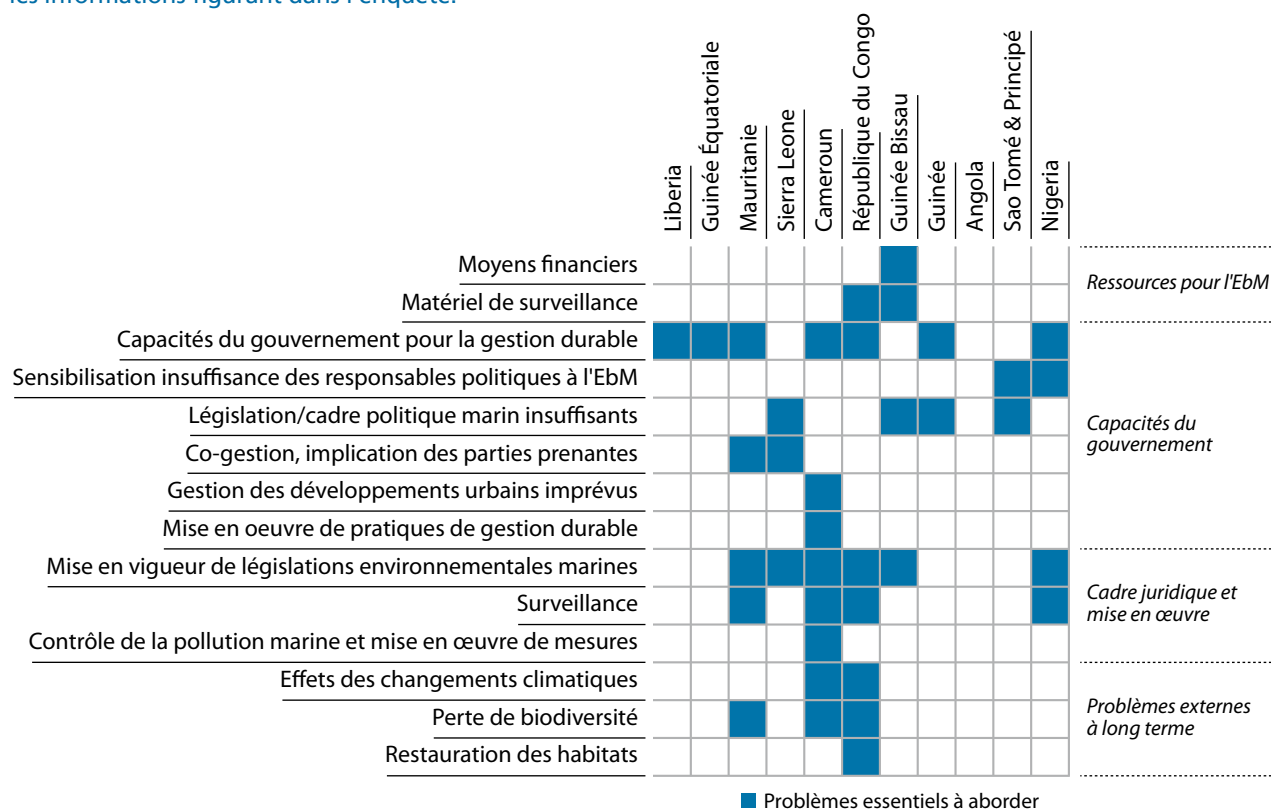 les informations figurant dans l'enquête.
Liberia
Guinée Équatoriale
Mauritanie
Sierra Leone
Cameroun
République du Congo
Guinée Bissau
Guinée
Angola
Sao Tomé & Principé
Nigeria
Moyens financiers
Matériel de surveillance
Ressources pour l'EbM
Capacités du gouvernement pour la gestion durable
Sensibilisation insuffisance des responsables politiques à l'EbM
Législation/cadre politique marin insuffisants
Co-gestion, implication des parties prenantes
Gestion des développements urbains imprévus
Mise en oeuvre de pratiques de gestion durable
Capacités du
gouvernement
Mise en vigueur de législations environnementales marines
Surveillance
Contrôle de la pollution marine et mise en œuvre de mesures
Cadre juridique et
mise en œuvre
Effets des changements climatiques
Perte de biodiversité
Restauration des habitats
Problèmes externes
à long terme
Problèmes essentiels à aborder